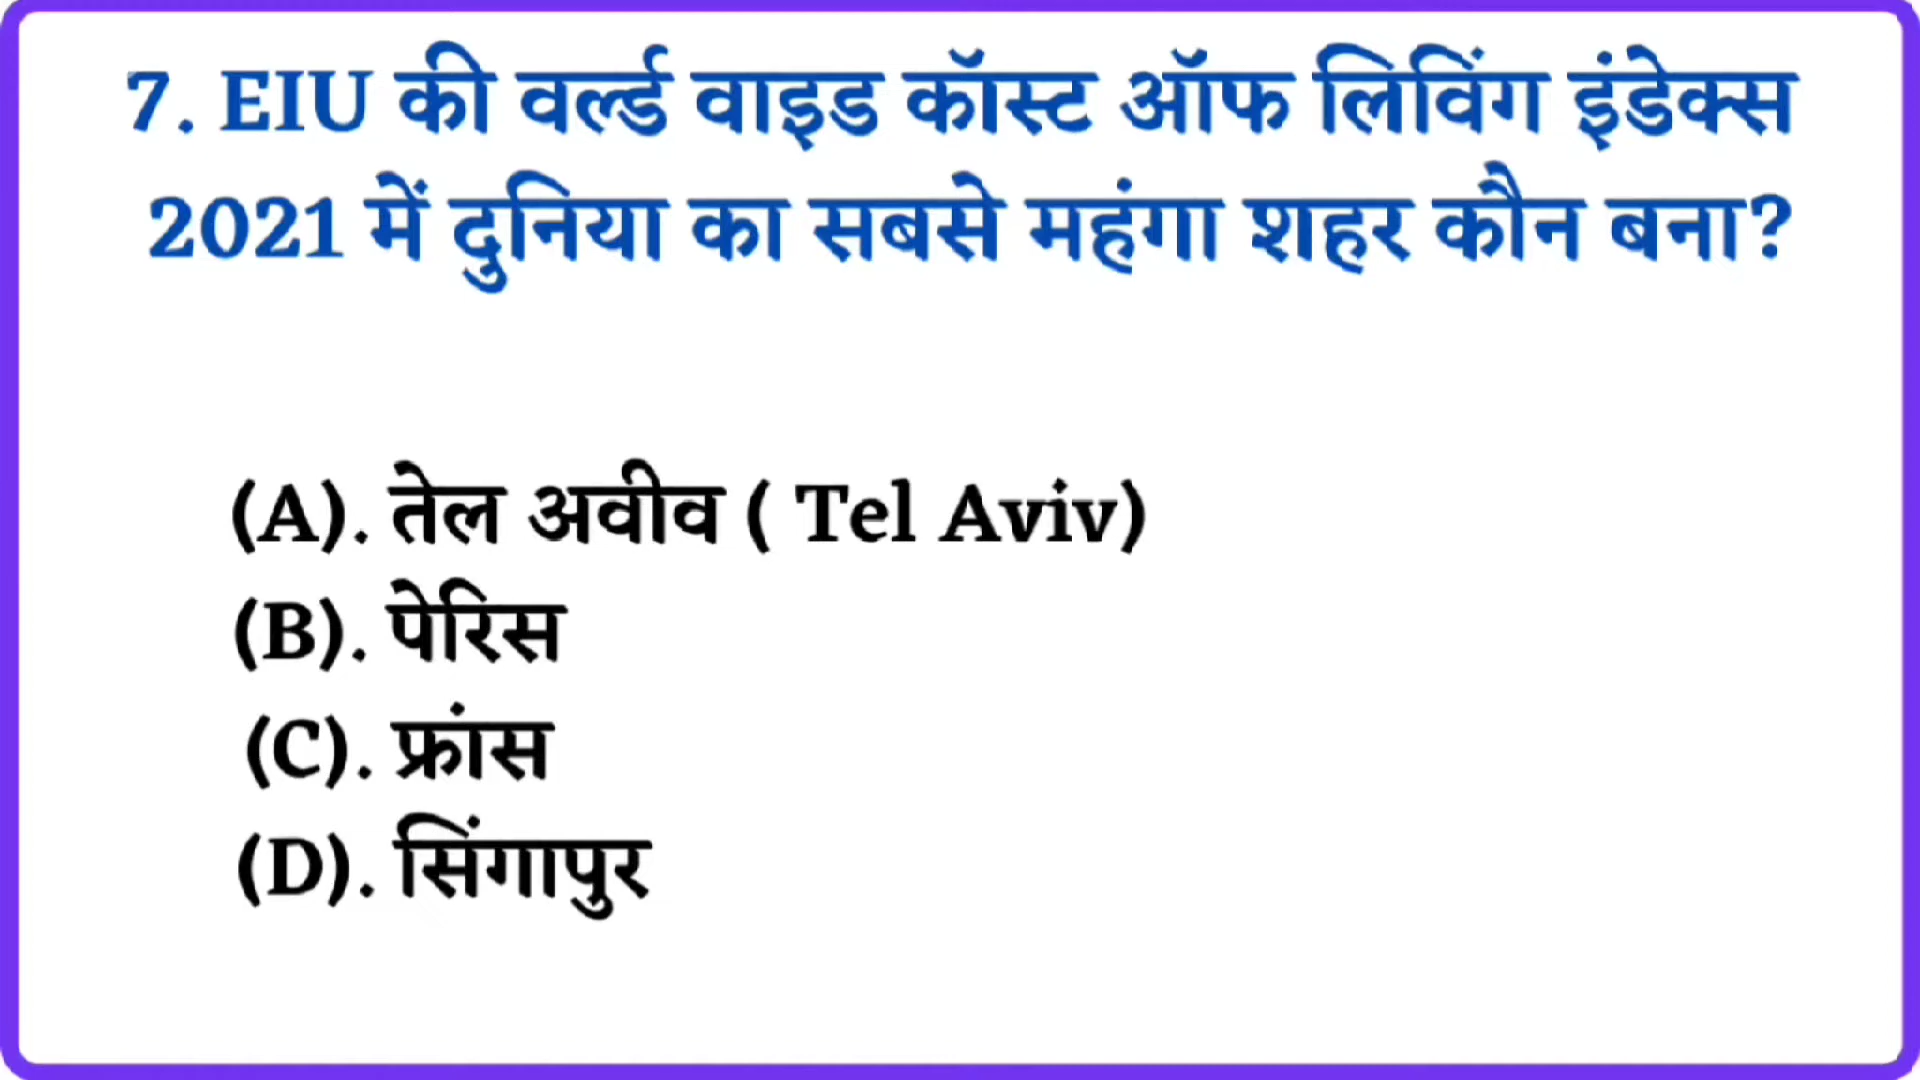 7. EIU की वर्ल्ड वाइड कॉस्ट ऑफ लिविंग इंडेक्स
2021 में दुनिया का सबसे महंगा शहर कौन बना?
(A). तेल अवीव ( Tel Aviv)
(B). पेरिस
(C). फ्रांस
(D). सिंगापुर